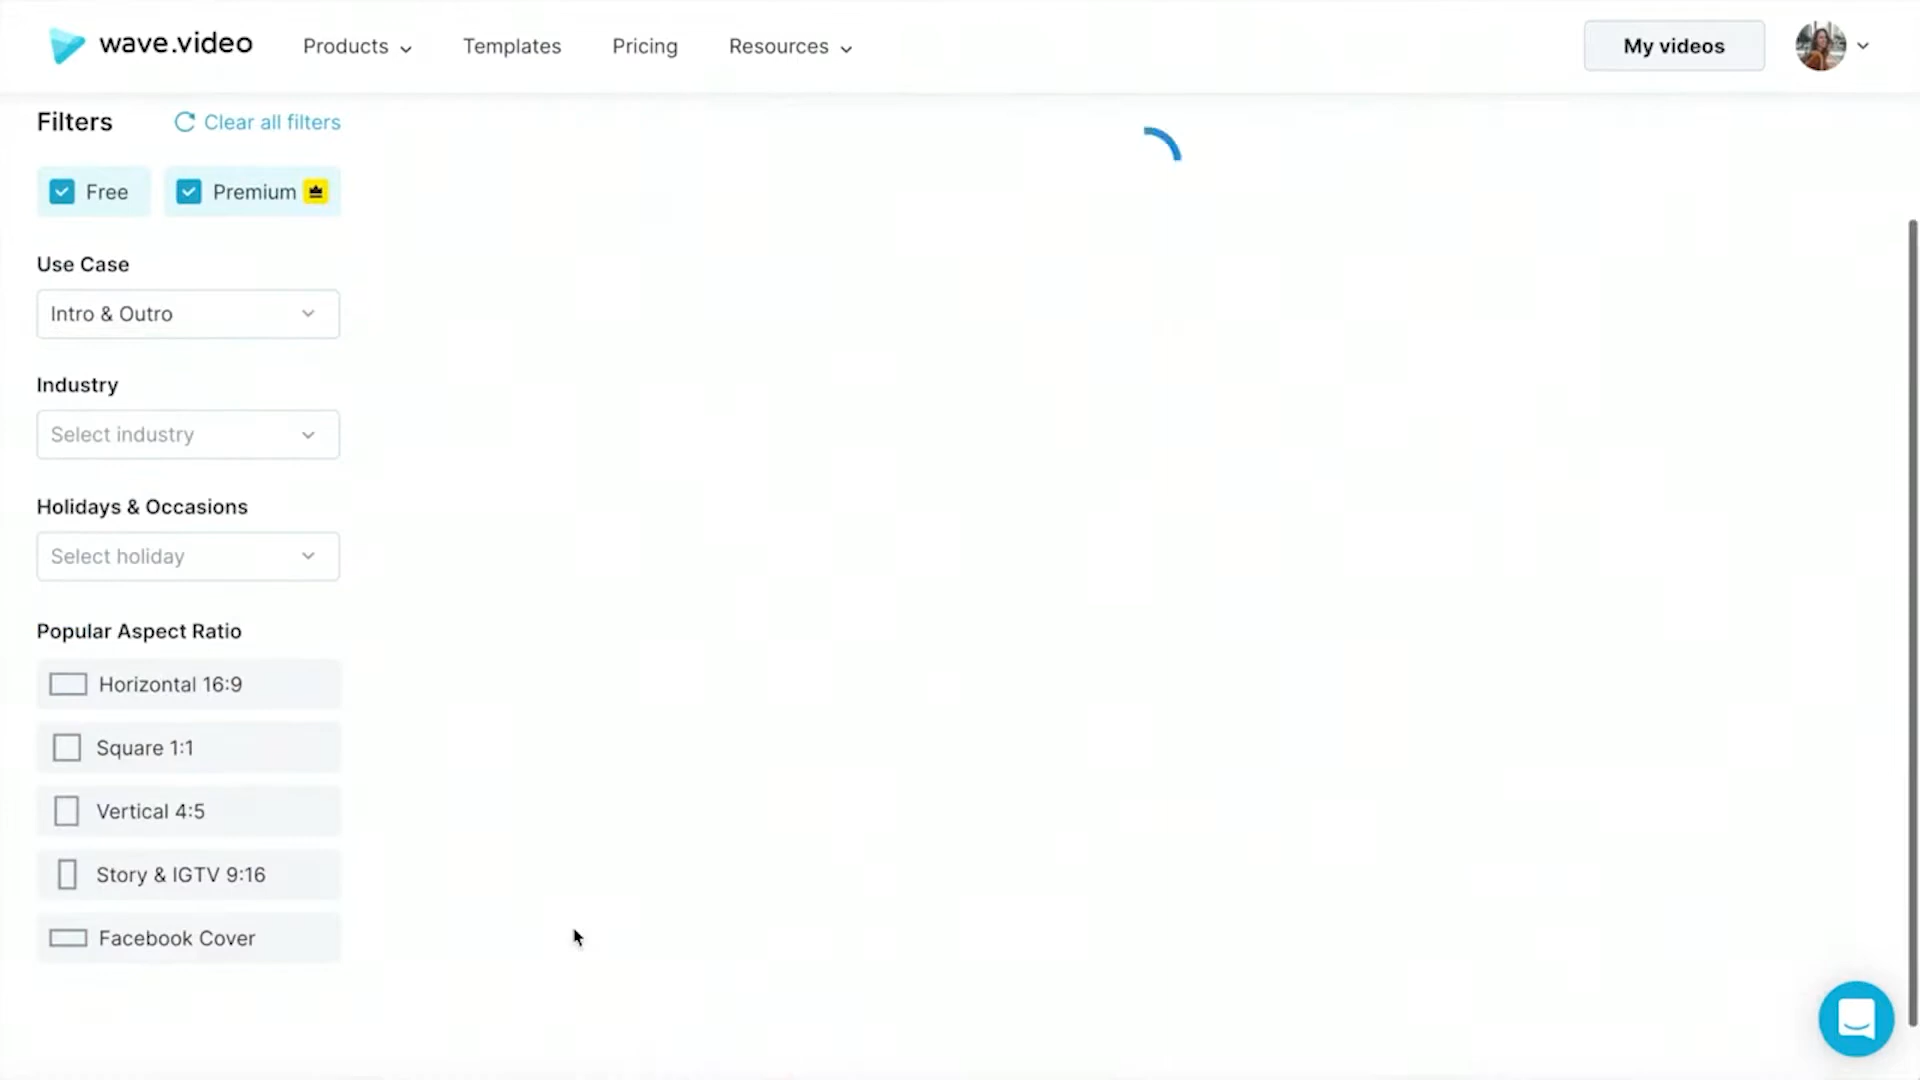 wave.video Products Templates Pricing Resources My videos
Filters Clear all filters
Free Premium
Use Case
Intro & Outro
Industry
Select industry
Holidays & Occasions
Select holiday
Popular Aspect Ratio
Horizontal 16:9
Square 1:1
Vertical 4:5
Story & IGTV 9:16
Facebook Cover